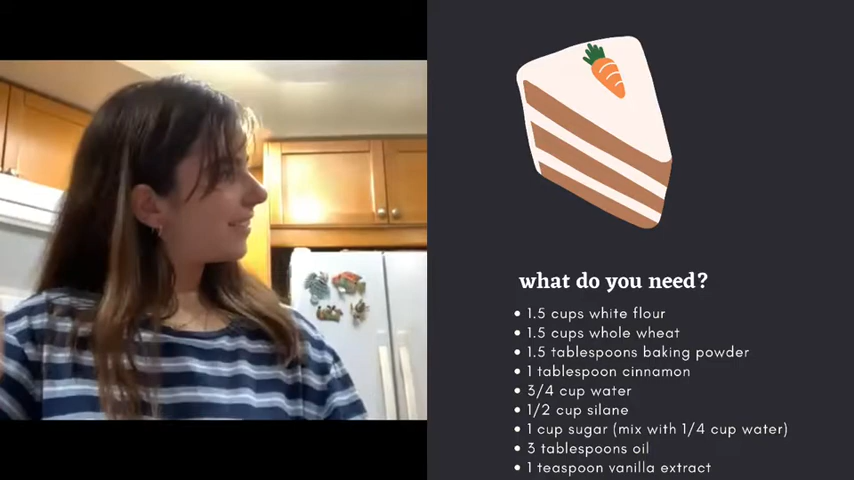 what do you need?
• 1.5 cups white flour
• 1.5 cups whole wheat
• 1.5 tablespoons baking powder
• 1 tablespoon cinnamon
• 3/4 cup water
• 1/2 cup silane
• 1 cup sugar (mix with 1/4 cup water)
• 3 tablespoons oil
• 1 teaspoon vanilla extract